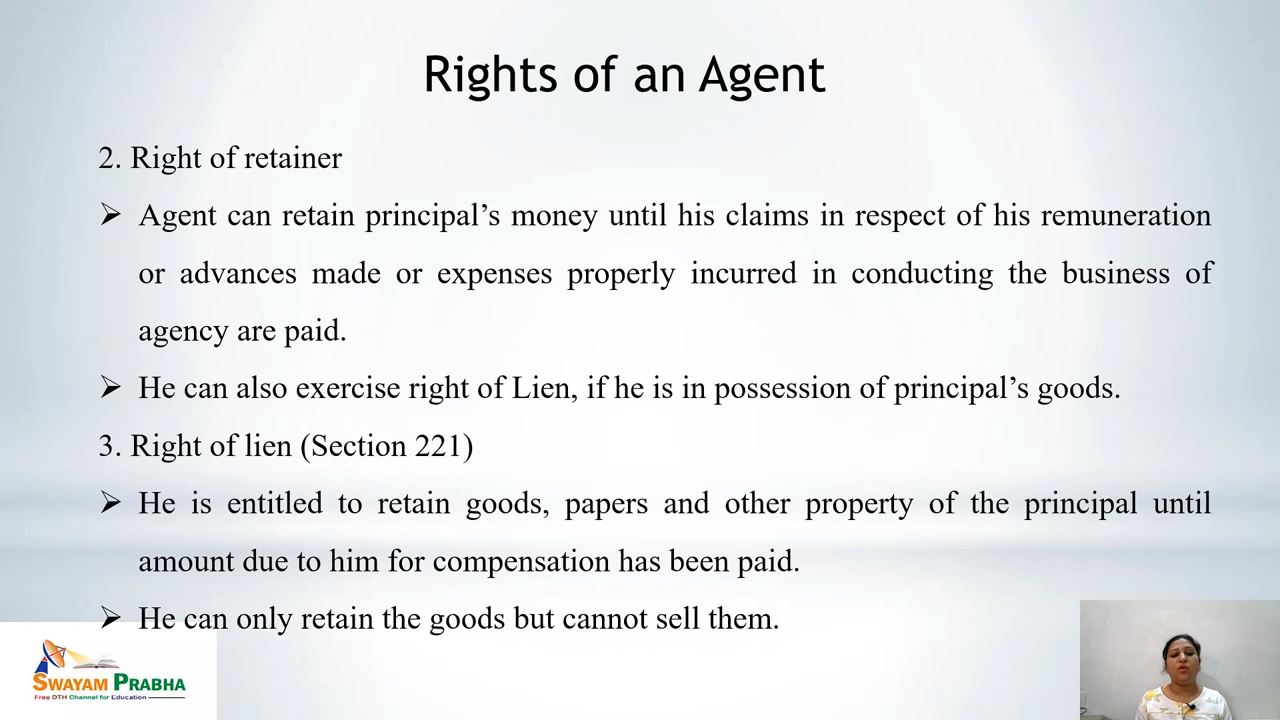 Rights of an Agent
2. Right of retainer
➢ Agent can retain principal’s money until his claims in respect of his remuneration
or advances made or expenses properly incurred in conducting the business of
agency are paid.
➢ He can also exercise right of Lien, if he is in possession of principal’s goods.
3. Right of lien (Section 221)
➢ He is entitled to retain goods, papers and other property of the principal until
amount due to him for compensation has been paid.
➢ He can only retain the goods but cannot sell them.
SWAYAM PRABHA
Free DTH Channel for Education